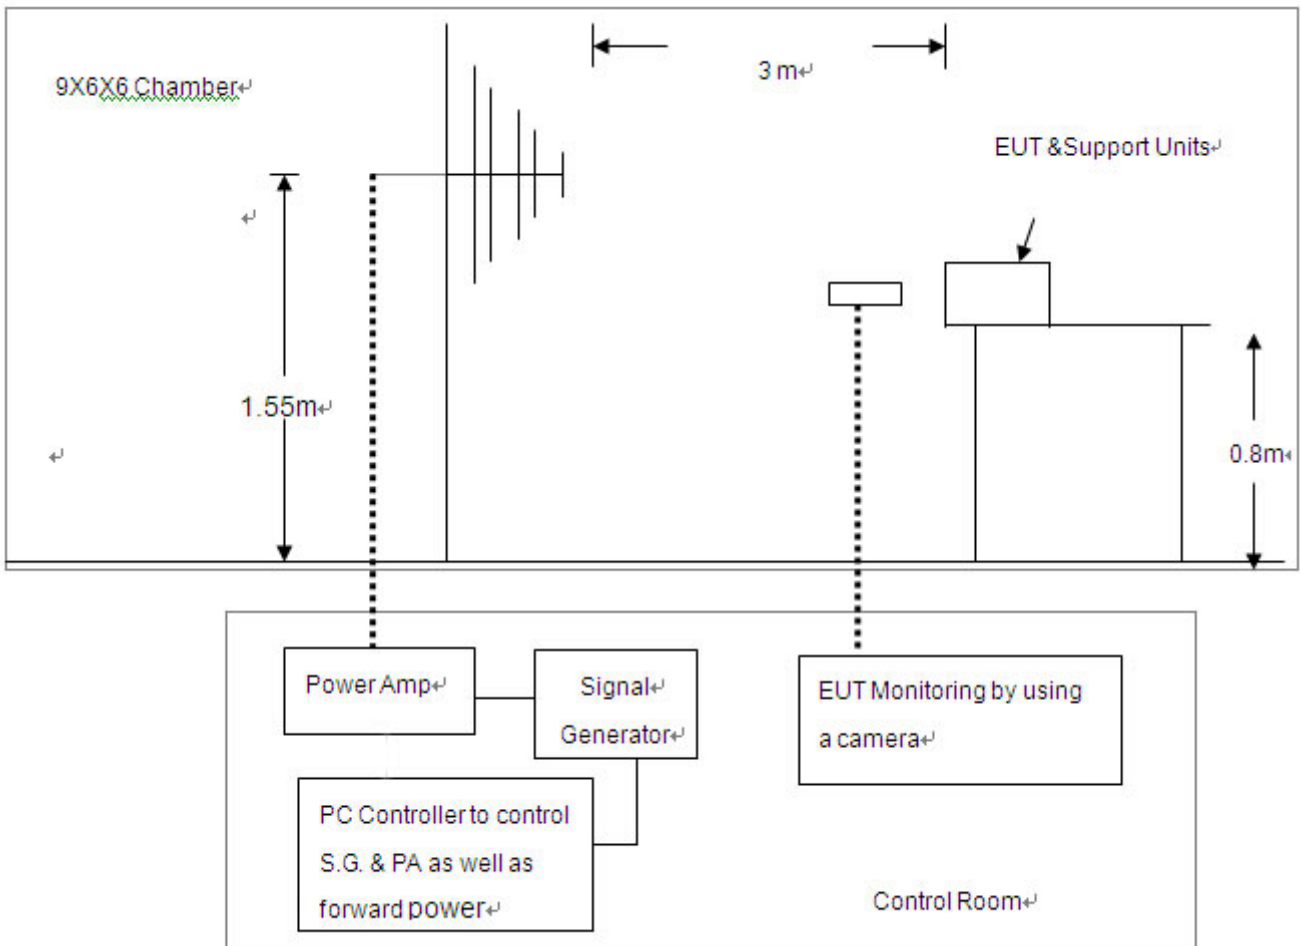 3 m
9X6X6 Chamber
EUT &Support Units
1.55m
0.8m
Power Amp
Signal
Generator
EUT Monitoring by using
a camera
PC Controller to control
S.G. & PA as well as
forward power
Control Room